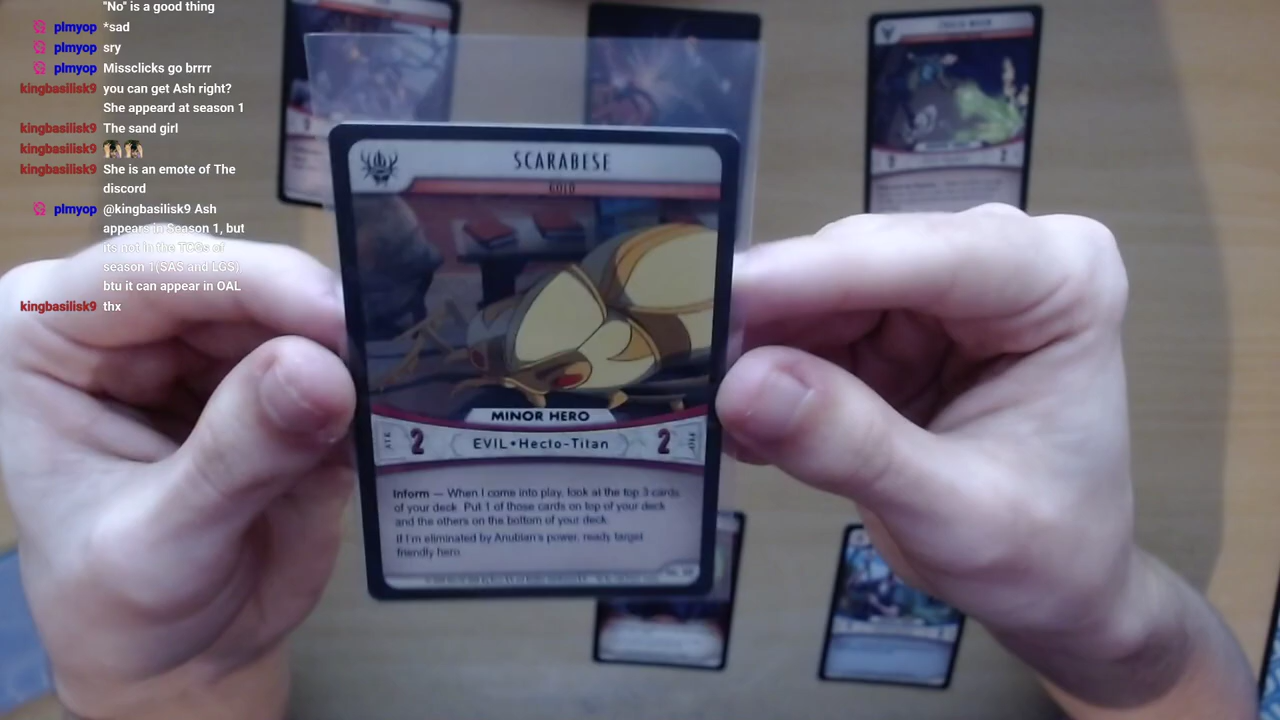 "No" is a good thing
plmyop *sad
plmyop sry
plmyop Missclicks go brrrr
kingbasilisk9 you can get Ash right?
She appeard at season 1
kingbasilisk9 The sand girl
kingbasilisk9
kingbasilisk9 She is an emote of The
discord
plmyop @kingbasilisk9 Ash
appears in Season 1, but
its not in the TCGs of
season 1(SAS and LGS),
btu it can appear in OAL
kingbasilisk9 thx
SCARABESE
GOLD
MINOR HERO
ATK 2 EVIL•Hecto-Titan 2
Inform — When I come into play, look at the top 3 cards
of your deck. Put 1 of those cards on top of your deck
and the others on the bottom of your deck.
If I'm eliminated by Anubian's power, ready target
friendly hero.